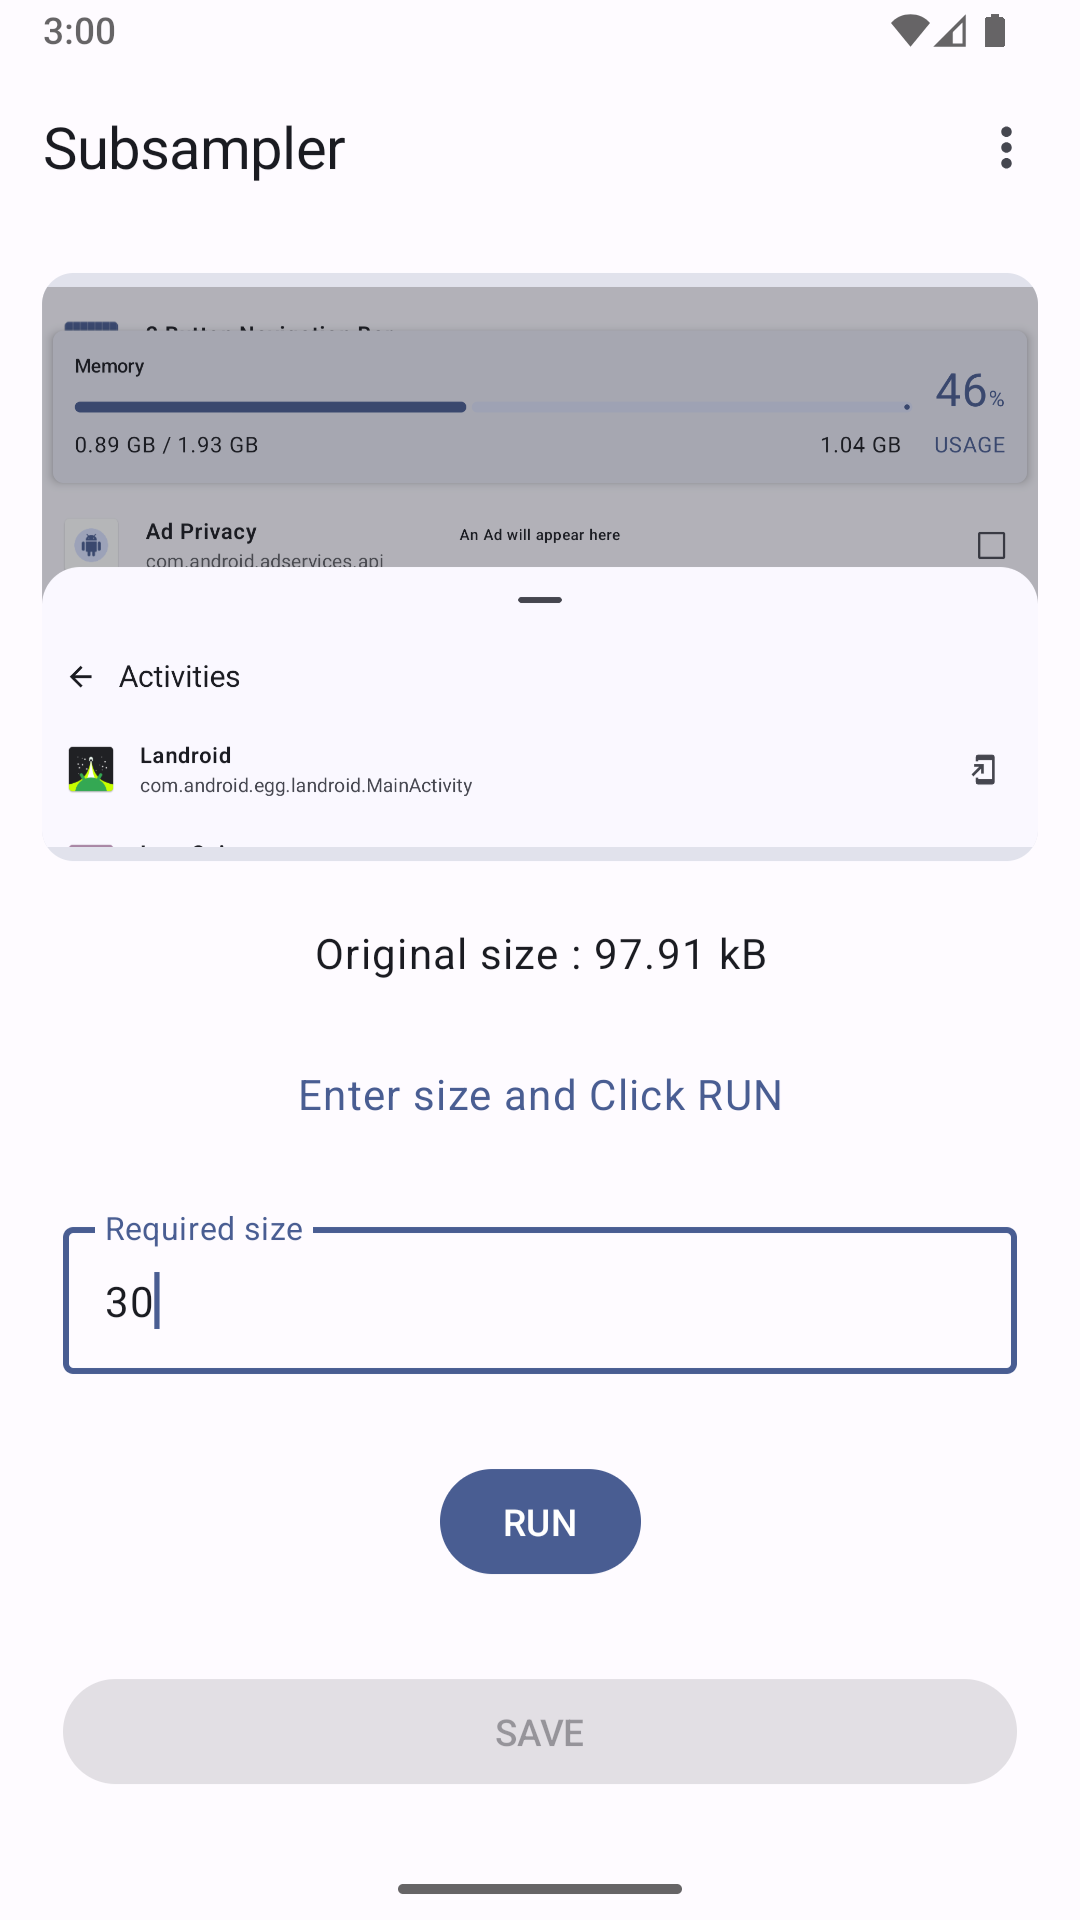 3:00
Subsampler
Memory
46%
0.89 GB / 1.93 GB
1.04 GB
USAGE
Ad Privacy
An Ad will appear here
com.android.adservices.api
Activities
Landroid
com.android.egg.landroid.MainActivity
Original size : 97.91 kB
Enter size and Click RUN
Required size
30
RUN
SAVE